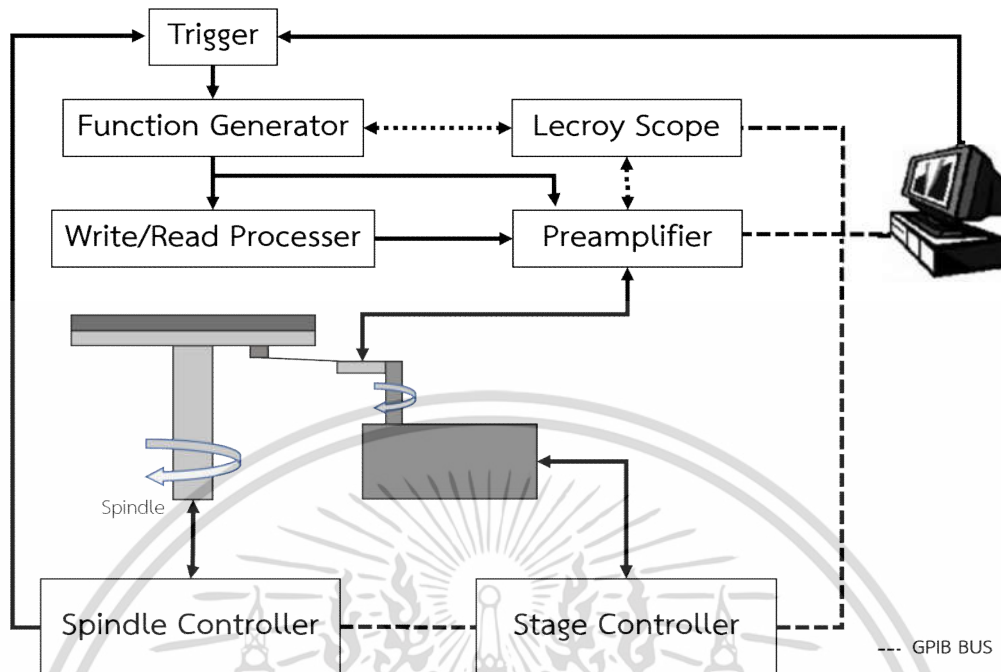 Trigger
Function Generator
Lecroy Scope
Write/Read Processer
Preamplifier
Spindle
Spindle Controller
Stage Controller
--- GPIB BUS